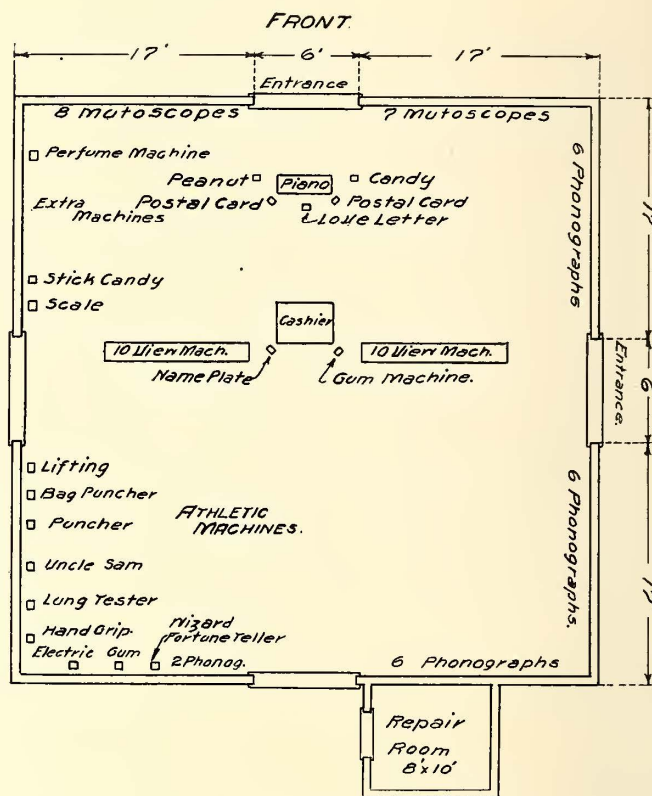 FRONT.
17' 6' 17'
Entrance
8 Mutoscopes 7 Mutoscopes
Perfume Machine
Peanut Piano Candy
Extra Machines
Postal Card Postal Card
Love Letter
6 Phonographs
17'
Stick Candy
Scale
Cashier
10 View Mach. 10 View Mach.
Name Plate Gum Machine.
Entrance.
6'
Lifting
Bag Puncher
Puncher
ATHLETIC
MACHINES.
6 Phonographs.
17'
Uncle Sam
Lung Tester
Hand Grip.
Wizard
Fortune Teller
Electric Gum 2 Phonog.
6 Phonographs
Repair
Room
8'x10'